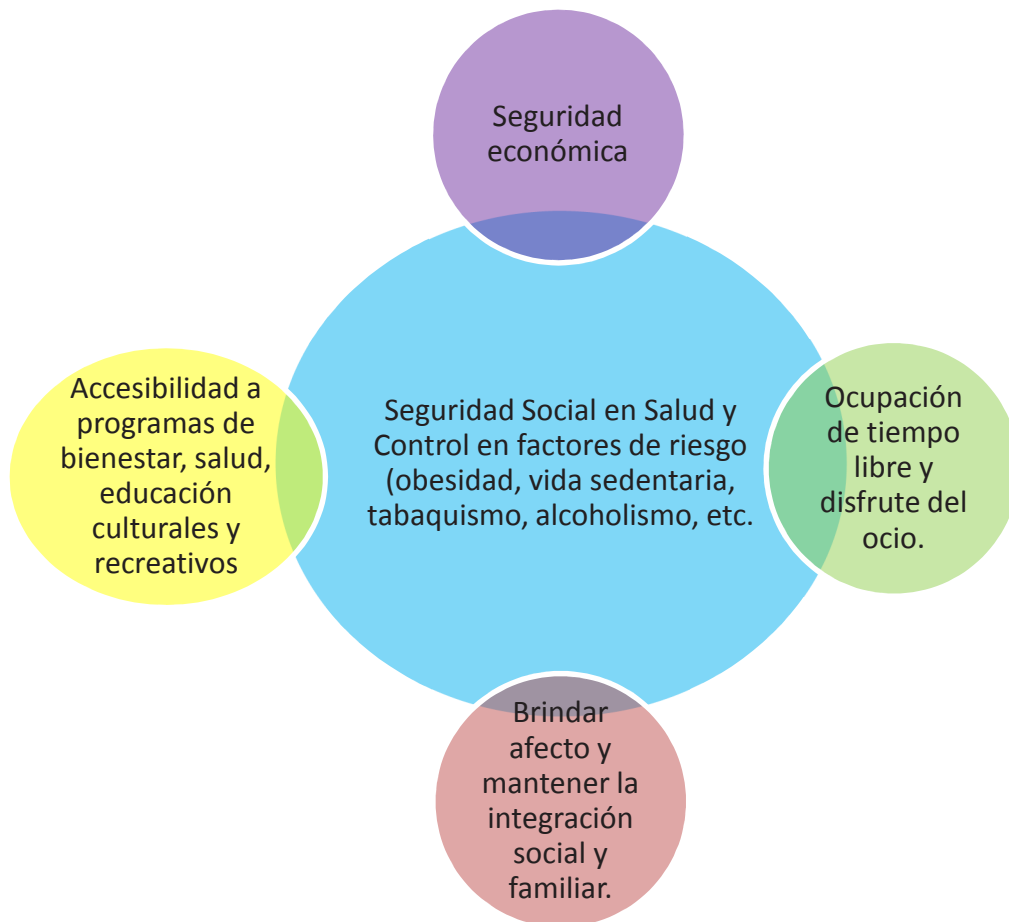 Seguridad
económica
Accesibilidad a
programas de
bienestar, salud,
educación
culturales y
recreativos
Seguridad Social en Salud y
Control en factores de riesgo
(obesidad, vida sedentaria,
tabaquismo, alcoholismo, etc.
Ocupación
de tiempo
libre y
disfrute del
ocio.
Brindar
afecto y
mantener la
integración
social y
familiar.